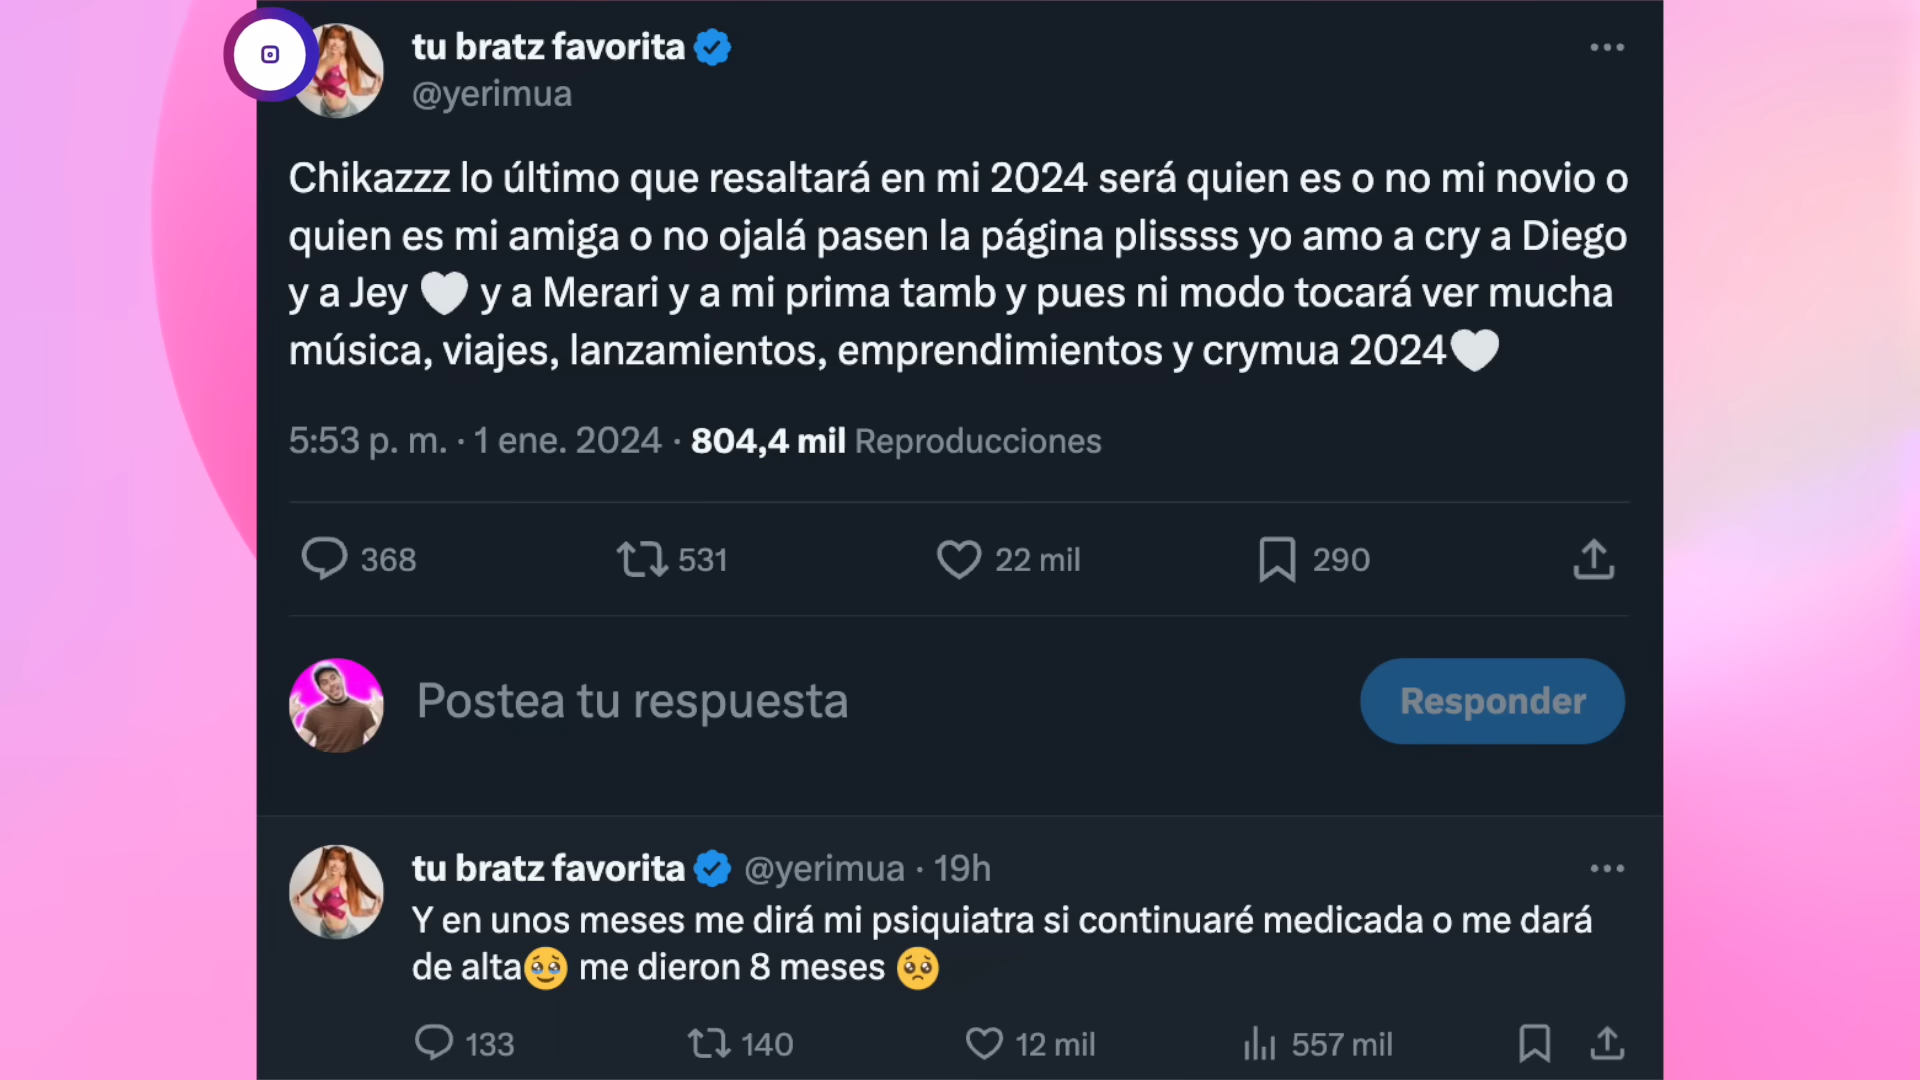 tu bratz favorita
@yerimua
Chikazzz lo último que resaltará en mi 2024 será quien es o no mi novio o
quien es mi amiga o no ojalá pasen la página plissss yo amo a cry a Diego
y a Jey 🤍 y a Merari y a mi prima tamb y pues ni modo tocará ver mucha
música, viajes, lanzamientos, emprendimientos y crymua 2024🤍
5:53 p. m. · 1 ene. 2024 · 804,4 mil Reproducciones
368 531 22 mil 290
Postea tu respuesta Responder
tu bratz favorita @yerimua · 19h
Y en unos meses me dirá mi psiquiatra si continuaré medicada o me dará
de alta🥹 me dieron 8 meses 🥺
133 140 12 mil 557 mil